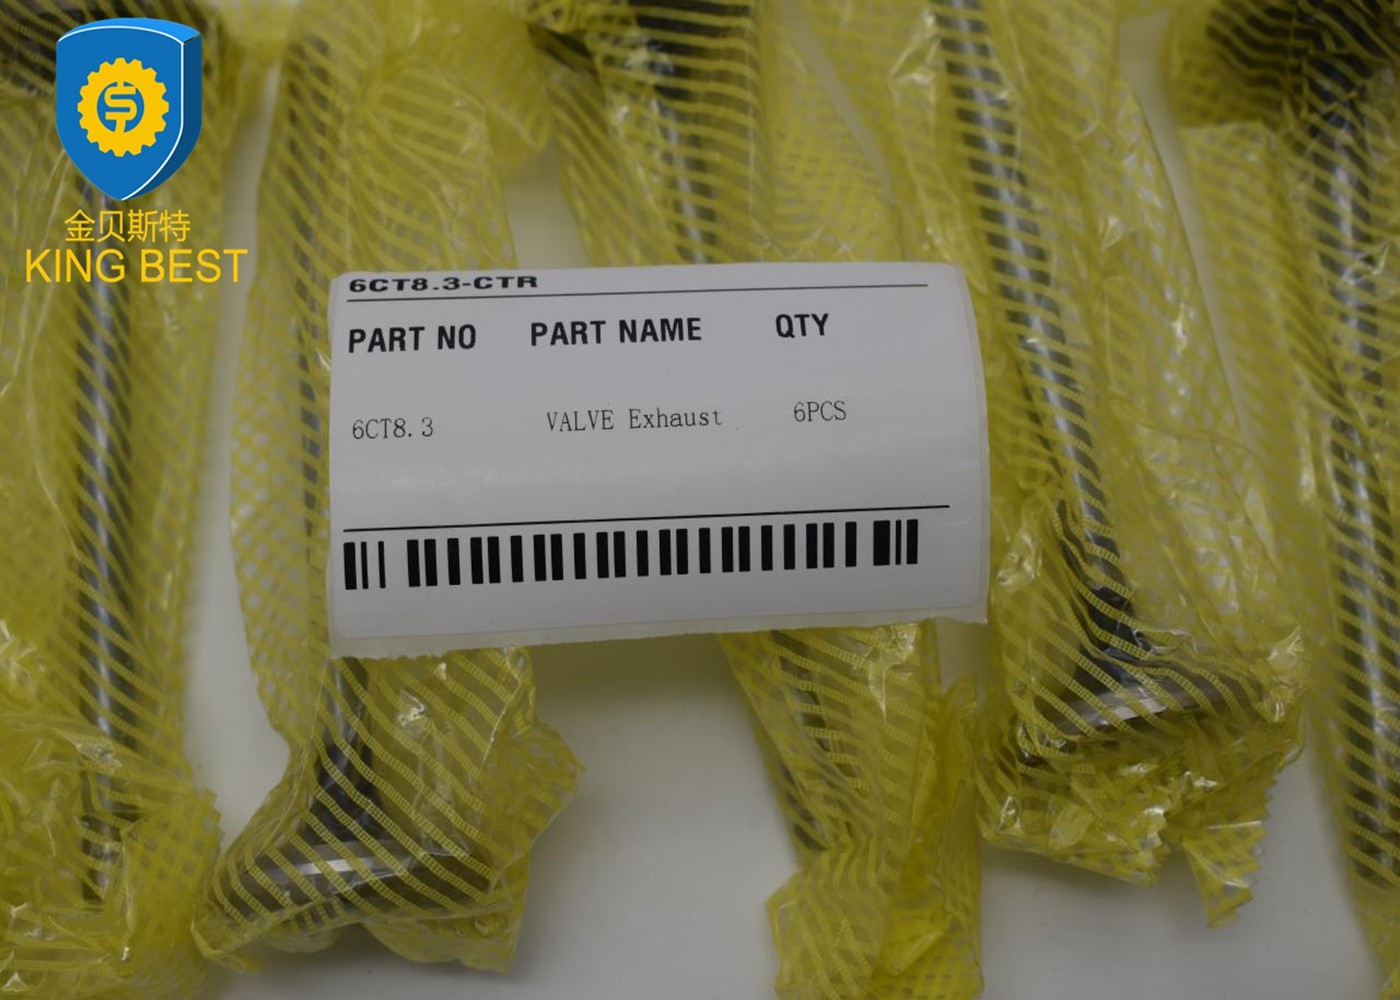 金贝斯特
KING BEST
6CT8.3-CTR
PART NO PART NAME QTY
6CT8.3 VALVE Exhaust 6PCS